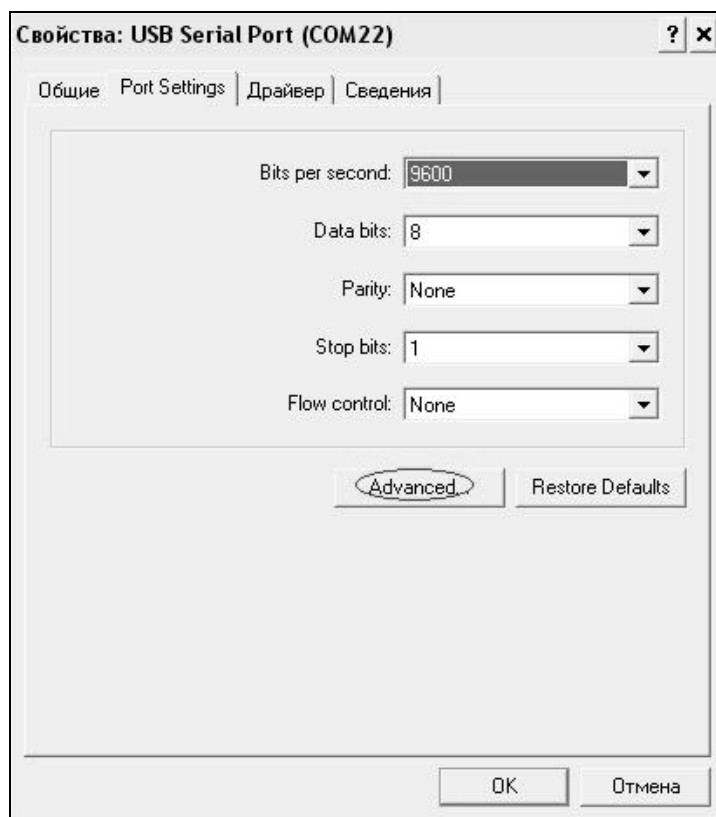 Свойства: USB Serial Port (COM22)
? ×
Общие Port Settings Драйвер Сведения
Bits per second: 9600
Data bits: 8
Parity: None
Stop bits: 1
Flow control: None
Advanced... Restore Defaults
OK Отмена